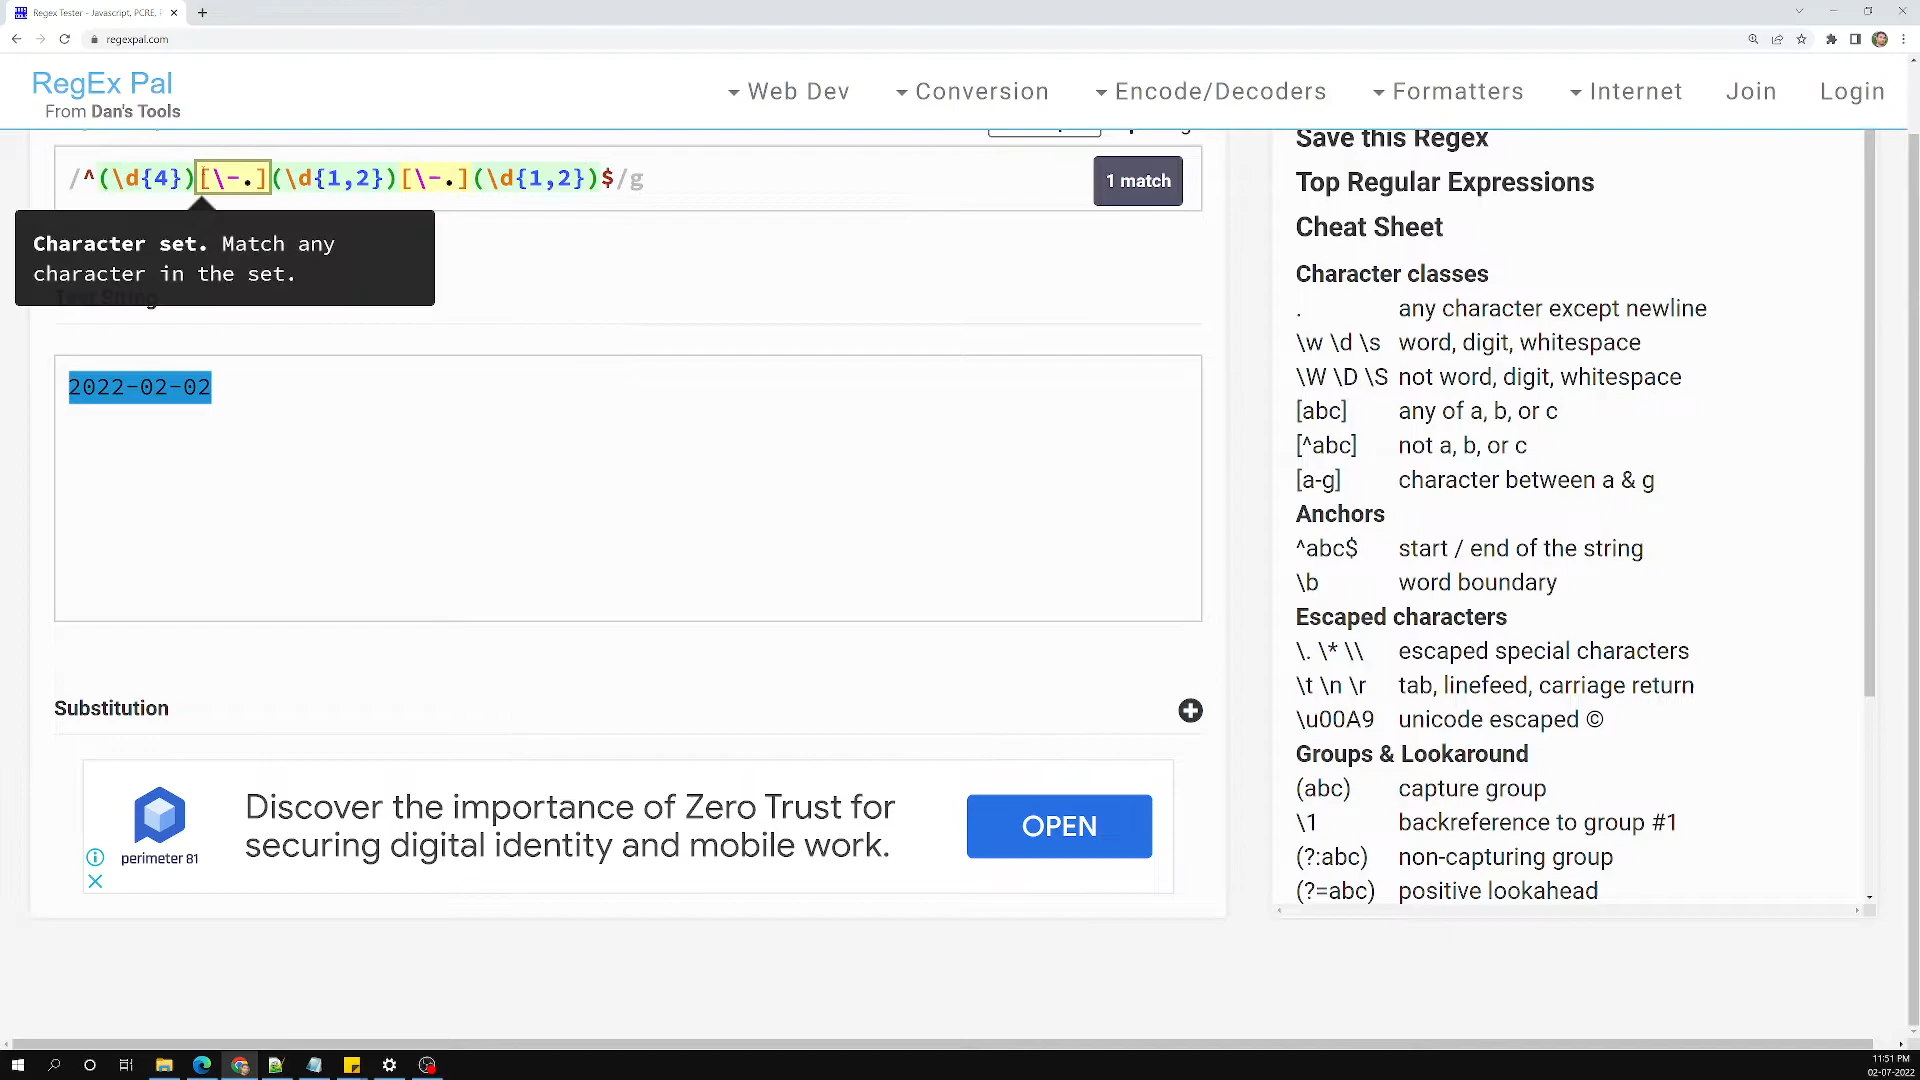 Regex Tester - Javascript, PCRE, P
regexpal.com
RegEx Pal
From Dan's Tools
Web Dev
Conversion
Encode/Decoders
Formatters
Internet
Join
Login
/^(\d{4})[\-.](\d{1,2})[\-.](\d{1,2})$/g
1 match
Character set. Match any
character in the set.
Test String
2022-02-02
Substitution
perimeter 81
Discover the importance of Zero Trust for
securing digital identity and mobile work.
OPEN
Save this Regex
Top Regular Expressions
Cheat Sheet
Character classes
. any character except newline
\w \d \s word, digit, whitespace
\W \D \S not word, digit, whitespace
[abc] any of a, b, or c
[^abc] not a, b, or c
[a-g] character between a & g
Anchors
^abc$ start / end of the string
\b word boundary
Escaped characters
\. \* \\ escaped special characters
\t \n \r tab, linefeed, carriage return
\u00A9 unicode escaped ©
Groups & Lookaround
(abc) capture group
\1 backreference to group #1
(?:abc) non-capturing group
(?=abc) positive lookahead
11:51 PM
02-07-2022